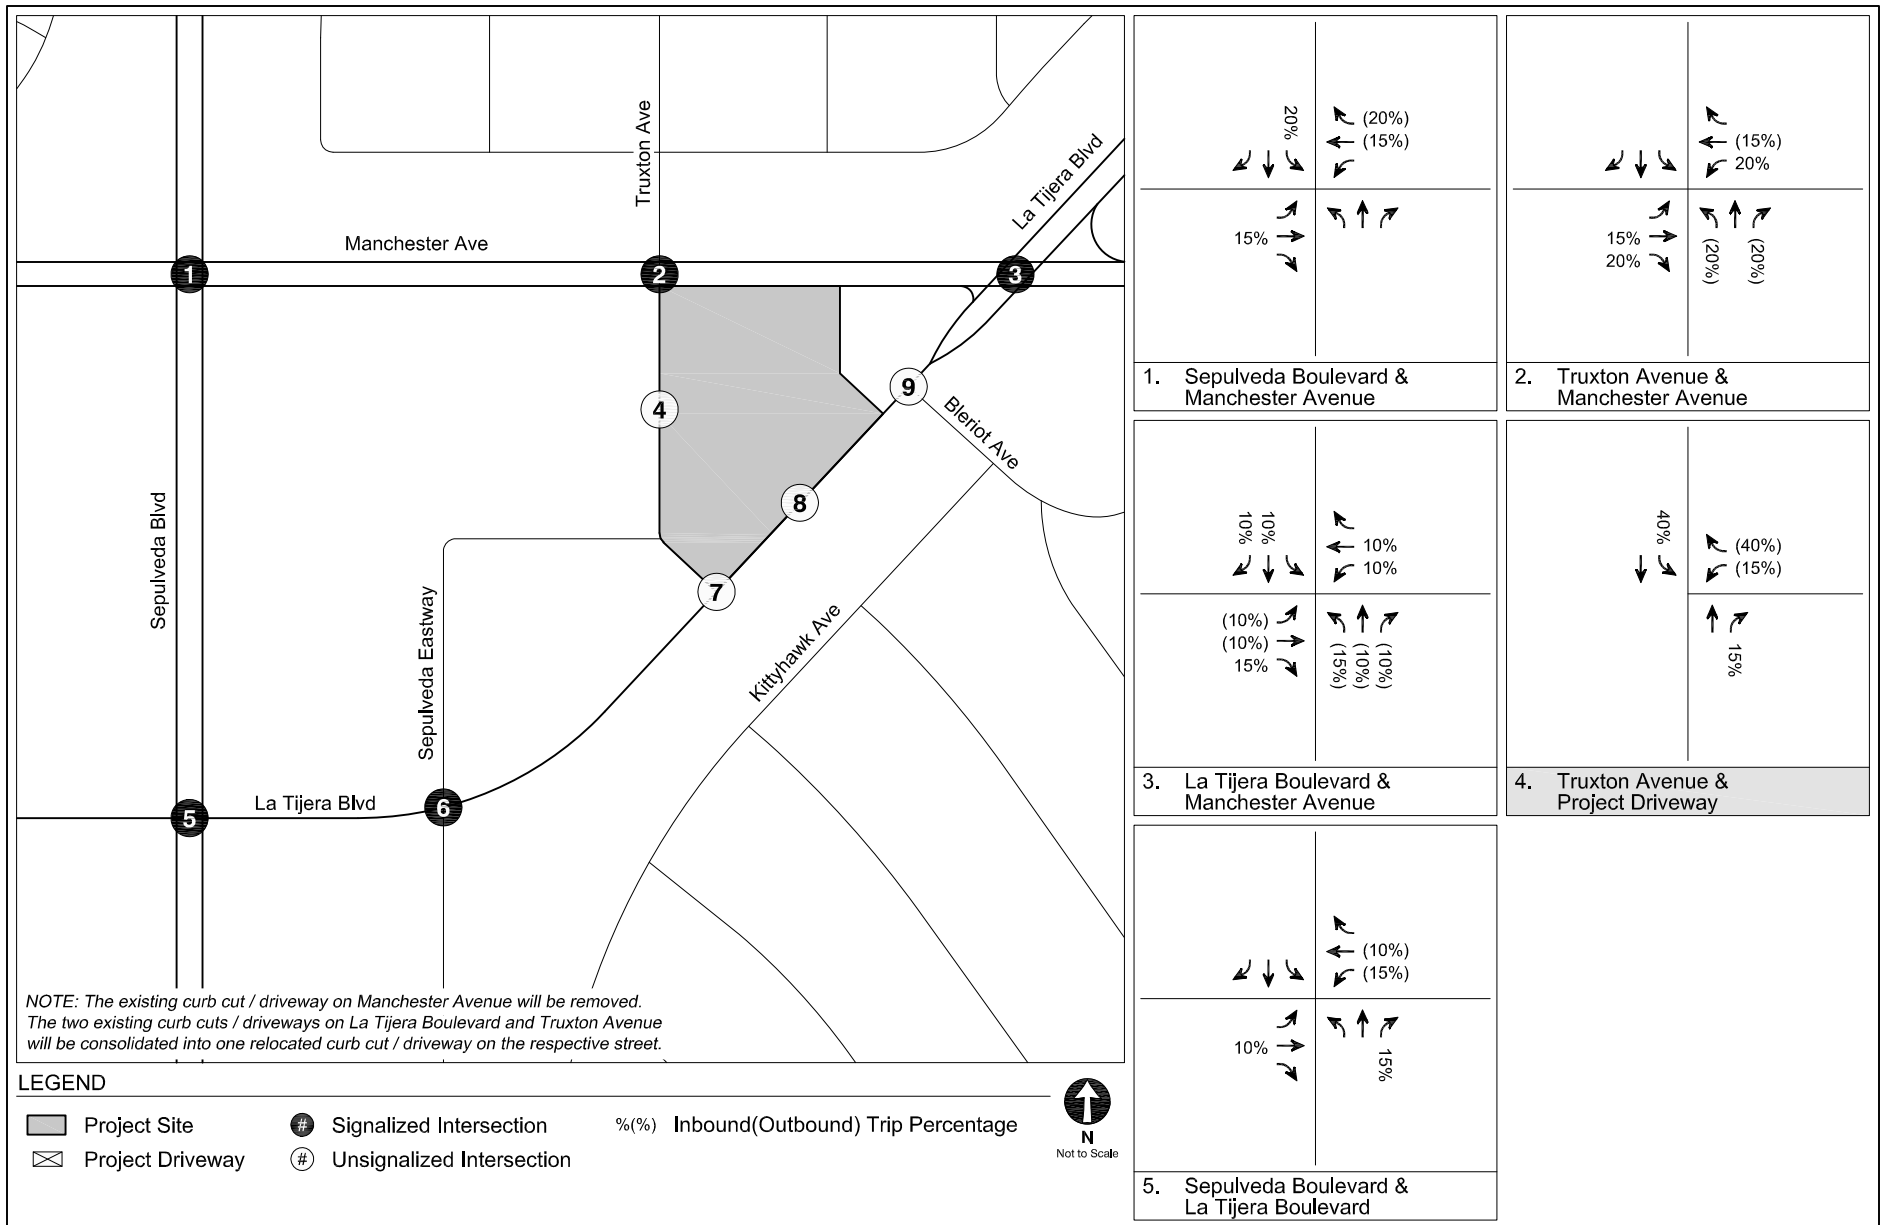 Truxton Ave
La Tijera Blvd
Manchester Ave
1
2
3
4
9
Bleriot Ave
8
Sepulveda Blvd
7
Sepulveda Eastway
Kittyhawk Ave
La Tijera Blvd
5
6
NOTE: The existing curb cut / driveway on Manchester Avenue will be removed.
The two existing curb cuts / driveways on La Tijera Boulevard and Truxton Avenue
will be consolidated into one relocated curb cut / driveway on the respective street.
LEGEND
Project Site
# Signalized Intersection
%(%) Inbound(Outbound) Trip Percentage
Project Driveway
# Unsignalized Intersection
N
Not to Scale
20%
(20%)
(15%)
15%
1. Sepulveda Boulevard &
Manchester Avenue
(15%)
20%
15%
20%
(20%)
(20%)
2. Truxton Avenue &
Manchester Avenue
10%
10%
10%
10%
(10%)
(10%)
15%
(15%)
(10%)
(10%)
3. La Tijera Boulevard &
Manchester Avenue
40%
(40%)
(15%)
15%
4. Truxton Avenue &
Project Driveway
(10%)
(15%)
10%
15%
5. Sepulveda Boulevard &
La Tijera Boulevard